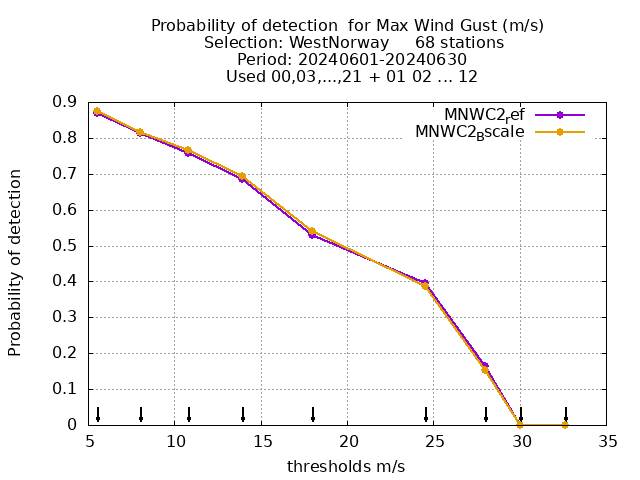 Probability of detection  for Max Wind Gust (m/s)
Selection: WestNorway     68 stations
Period: 20240601-20240630
Used 00,03,...,21 + 01 02 ... 12
MNWC2ref
MNWC2Bscale
Probability of detection
0.9
0.8
0.7
0.6
0.5
0.4
0.3
0.2
0.1
0
5 10 15 20 25 30 35
thresholds m/s